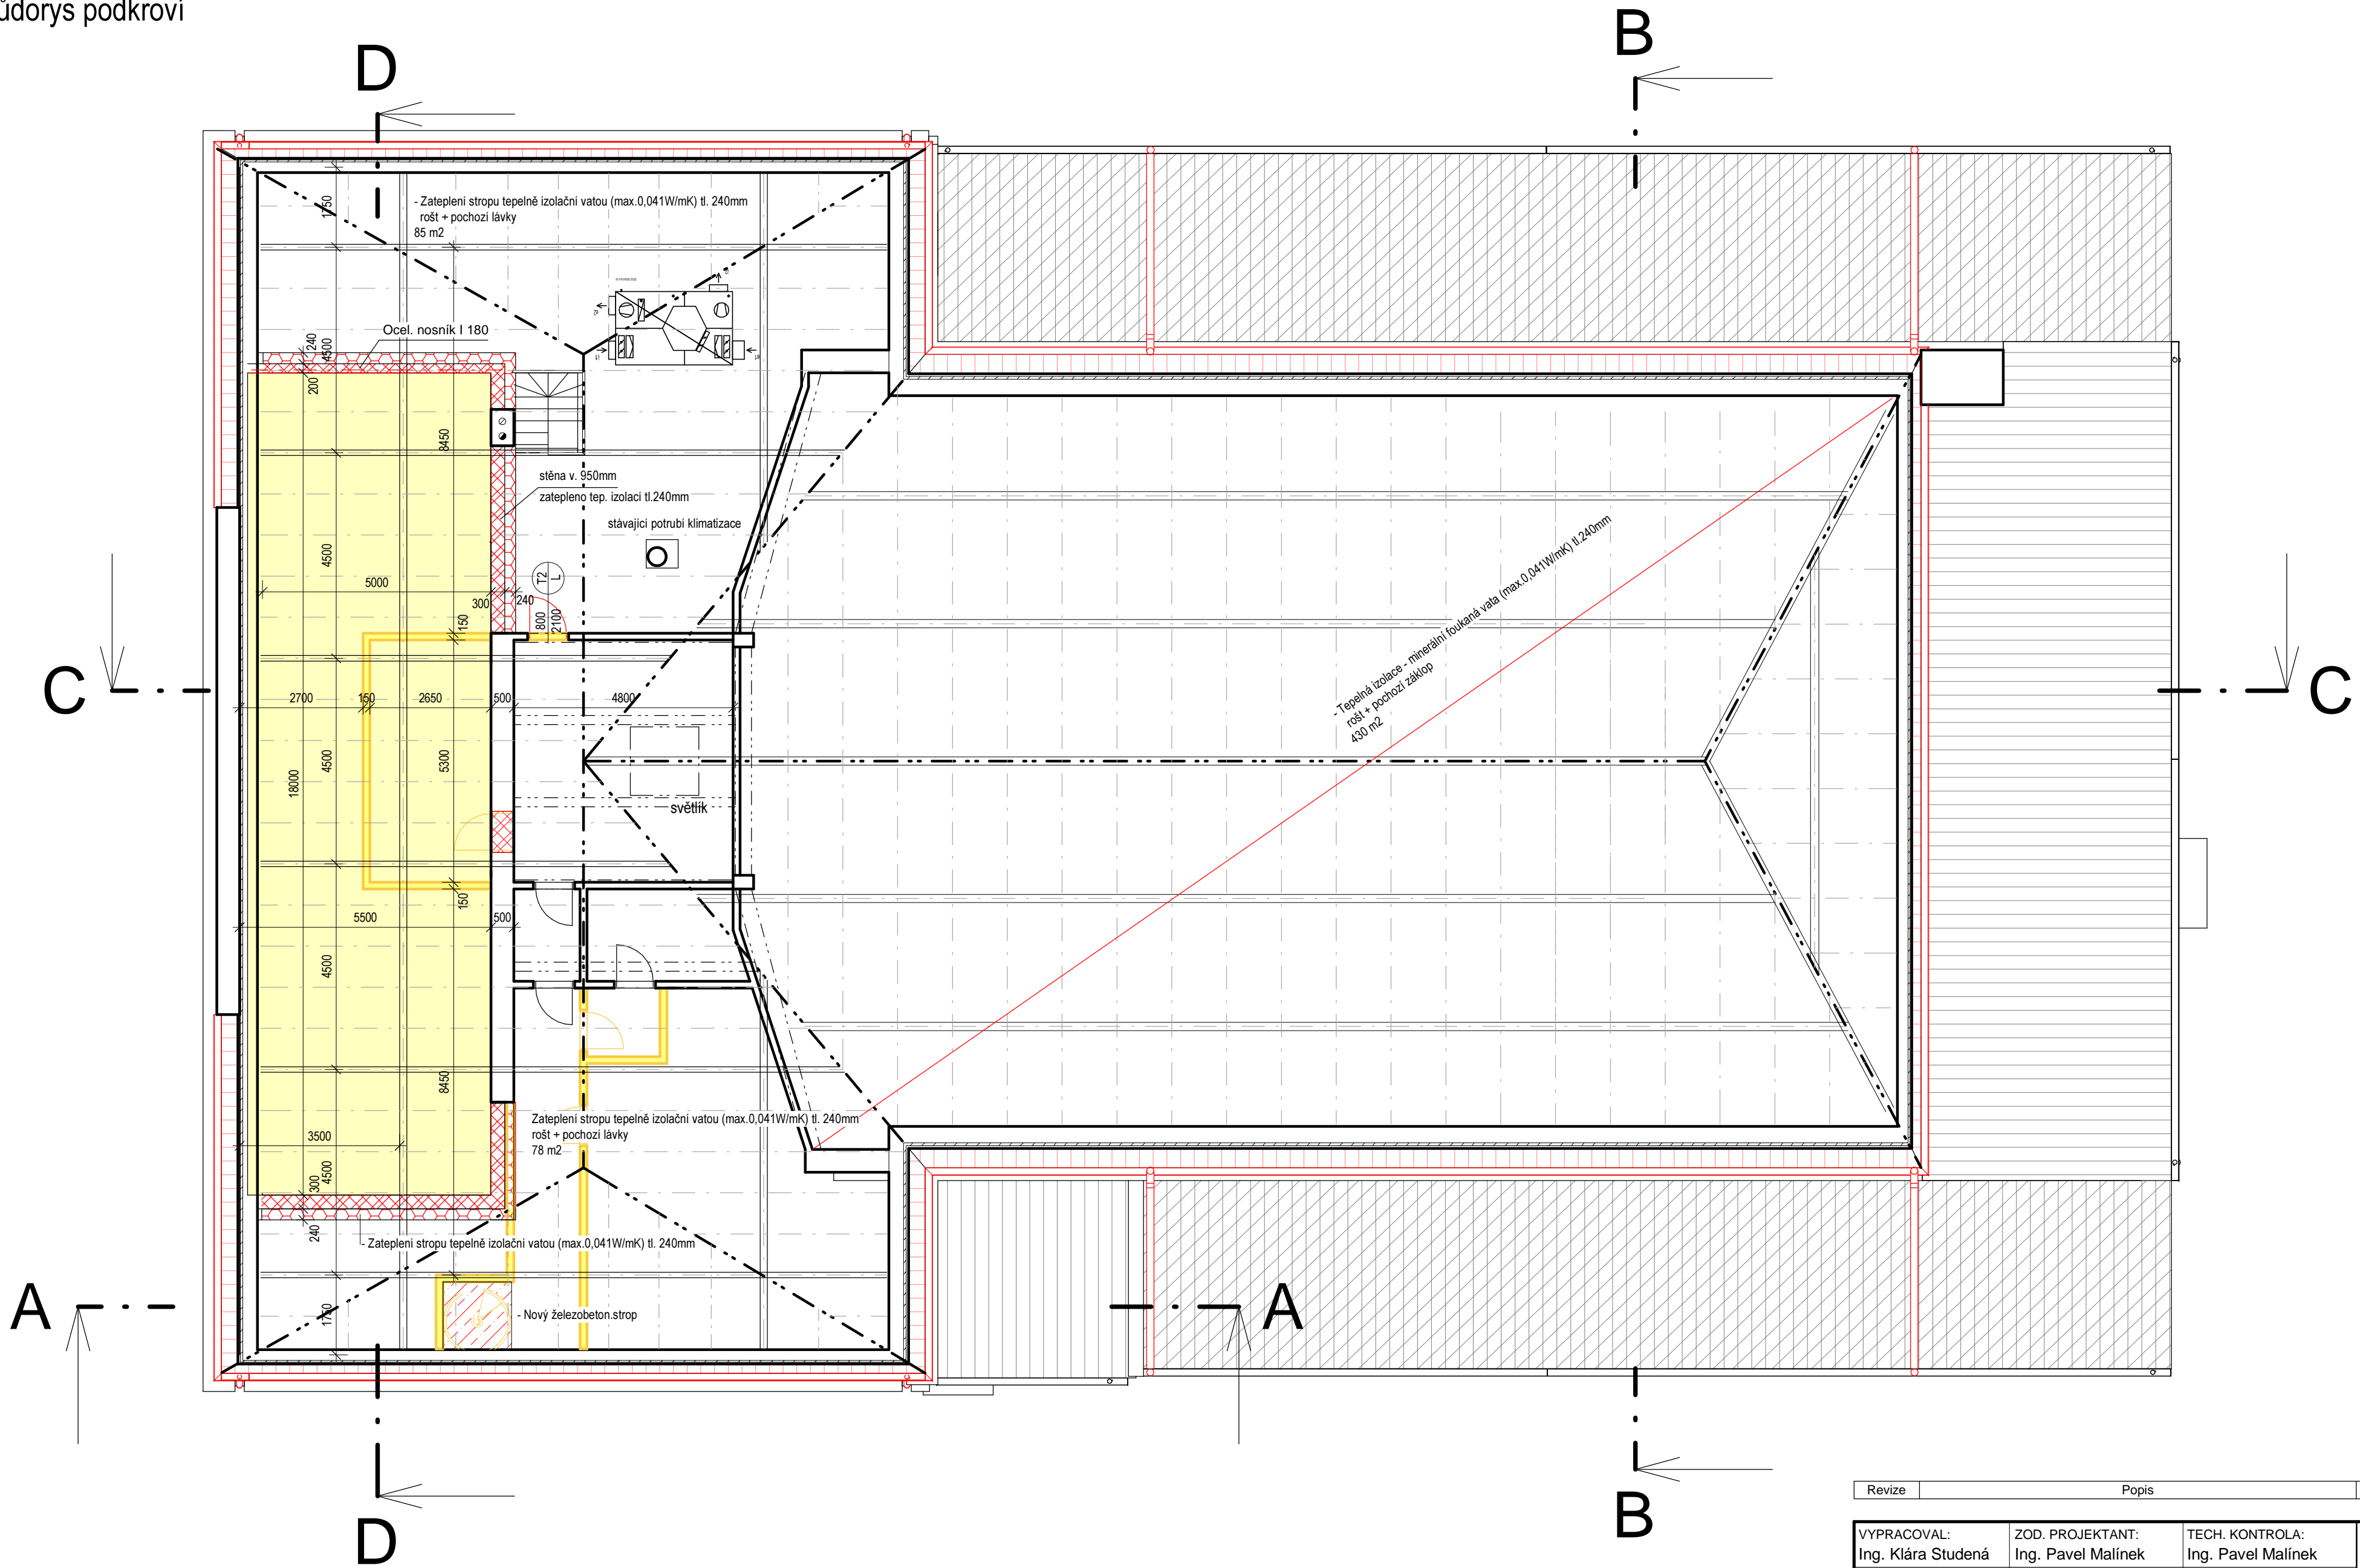 ůdorys podkroví
D
B
- Zateplení stropu tepelně izolační vatou (max.0,041W/mK) tl. 240mm
rošt + pochozí lávky
85 m2
1750
Ocel. nosník I 180
240
4500
200
8450
4500
stěna v. 950mm
zatepleno tep. izolací tl.240mm
stávající potrubí klimatizace
T2
L
5000
300
240
800
2100
150
- Tepelná izolace - minerální foukaná vata (max.0,041W/mK) tl.240mm
rošt + pochozí záklop
430 m2
C
C
2700
150
2650
500
4800
18000
4500
5300
světlík
150
5500
500
4500
8450
Zateplení stropu tepelně izolační vatou (max.0,041W/mK) tl. 240mm
rošt + pochozí lávky
78 m2
3500
300
4500
240
- Zateplení stropu tepelně izolační vatou (max.0,041W/mK) tl. 240mm
A
A
1750
- Nový železobeton.strop
D
B
Revize
Popis
VYPRACOVAL:
ZOD. PROJEKTANT:
TECH. KONTROLA:
Ing. Klára Studená
Ing. Pavel Malínek
Ing. Pavel Malínek